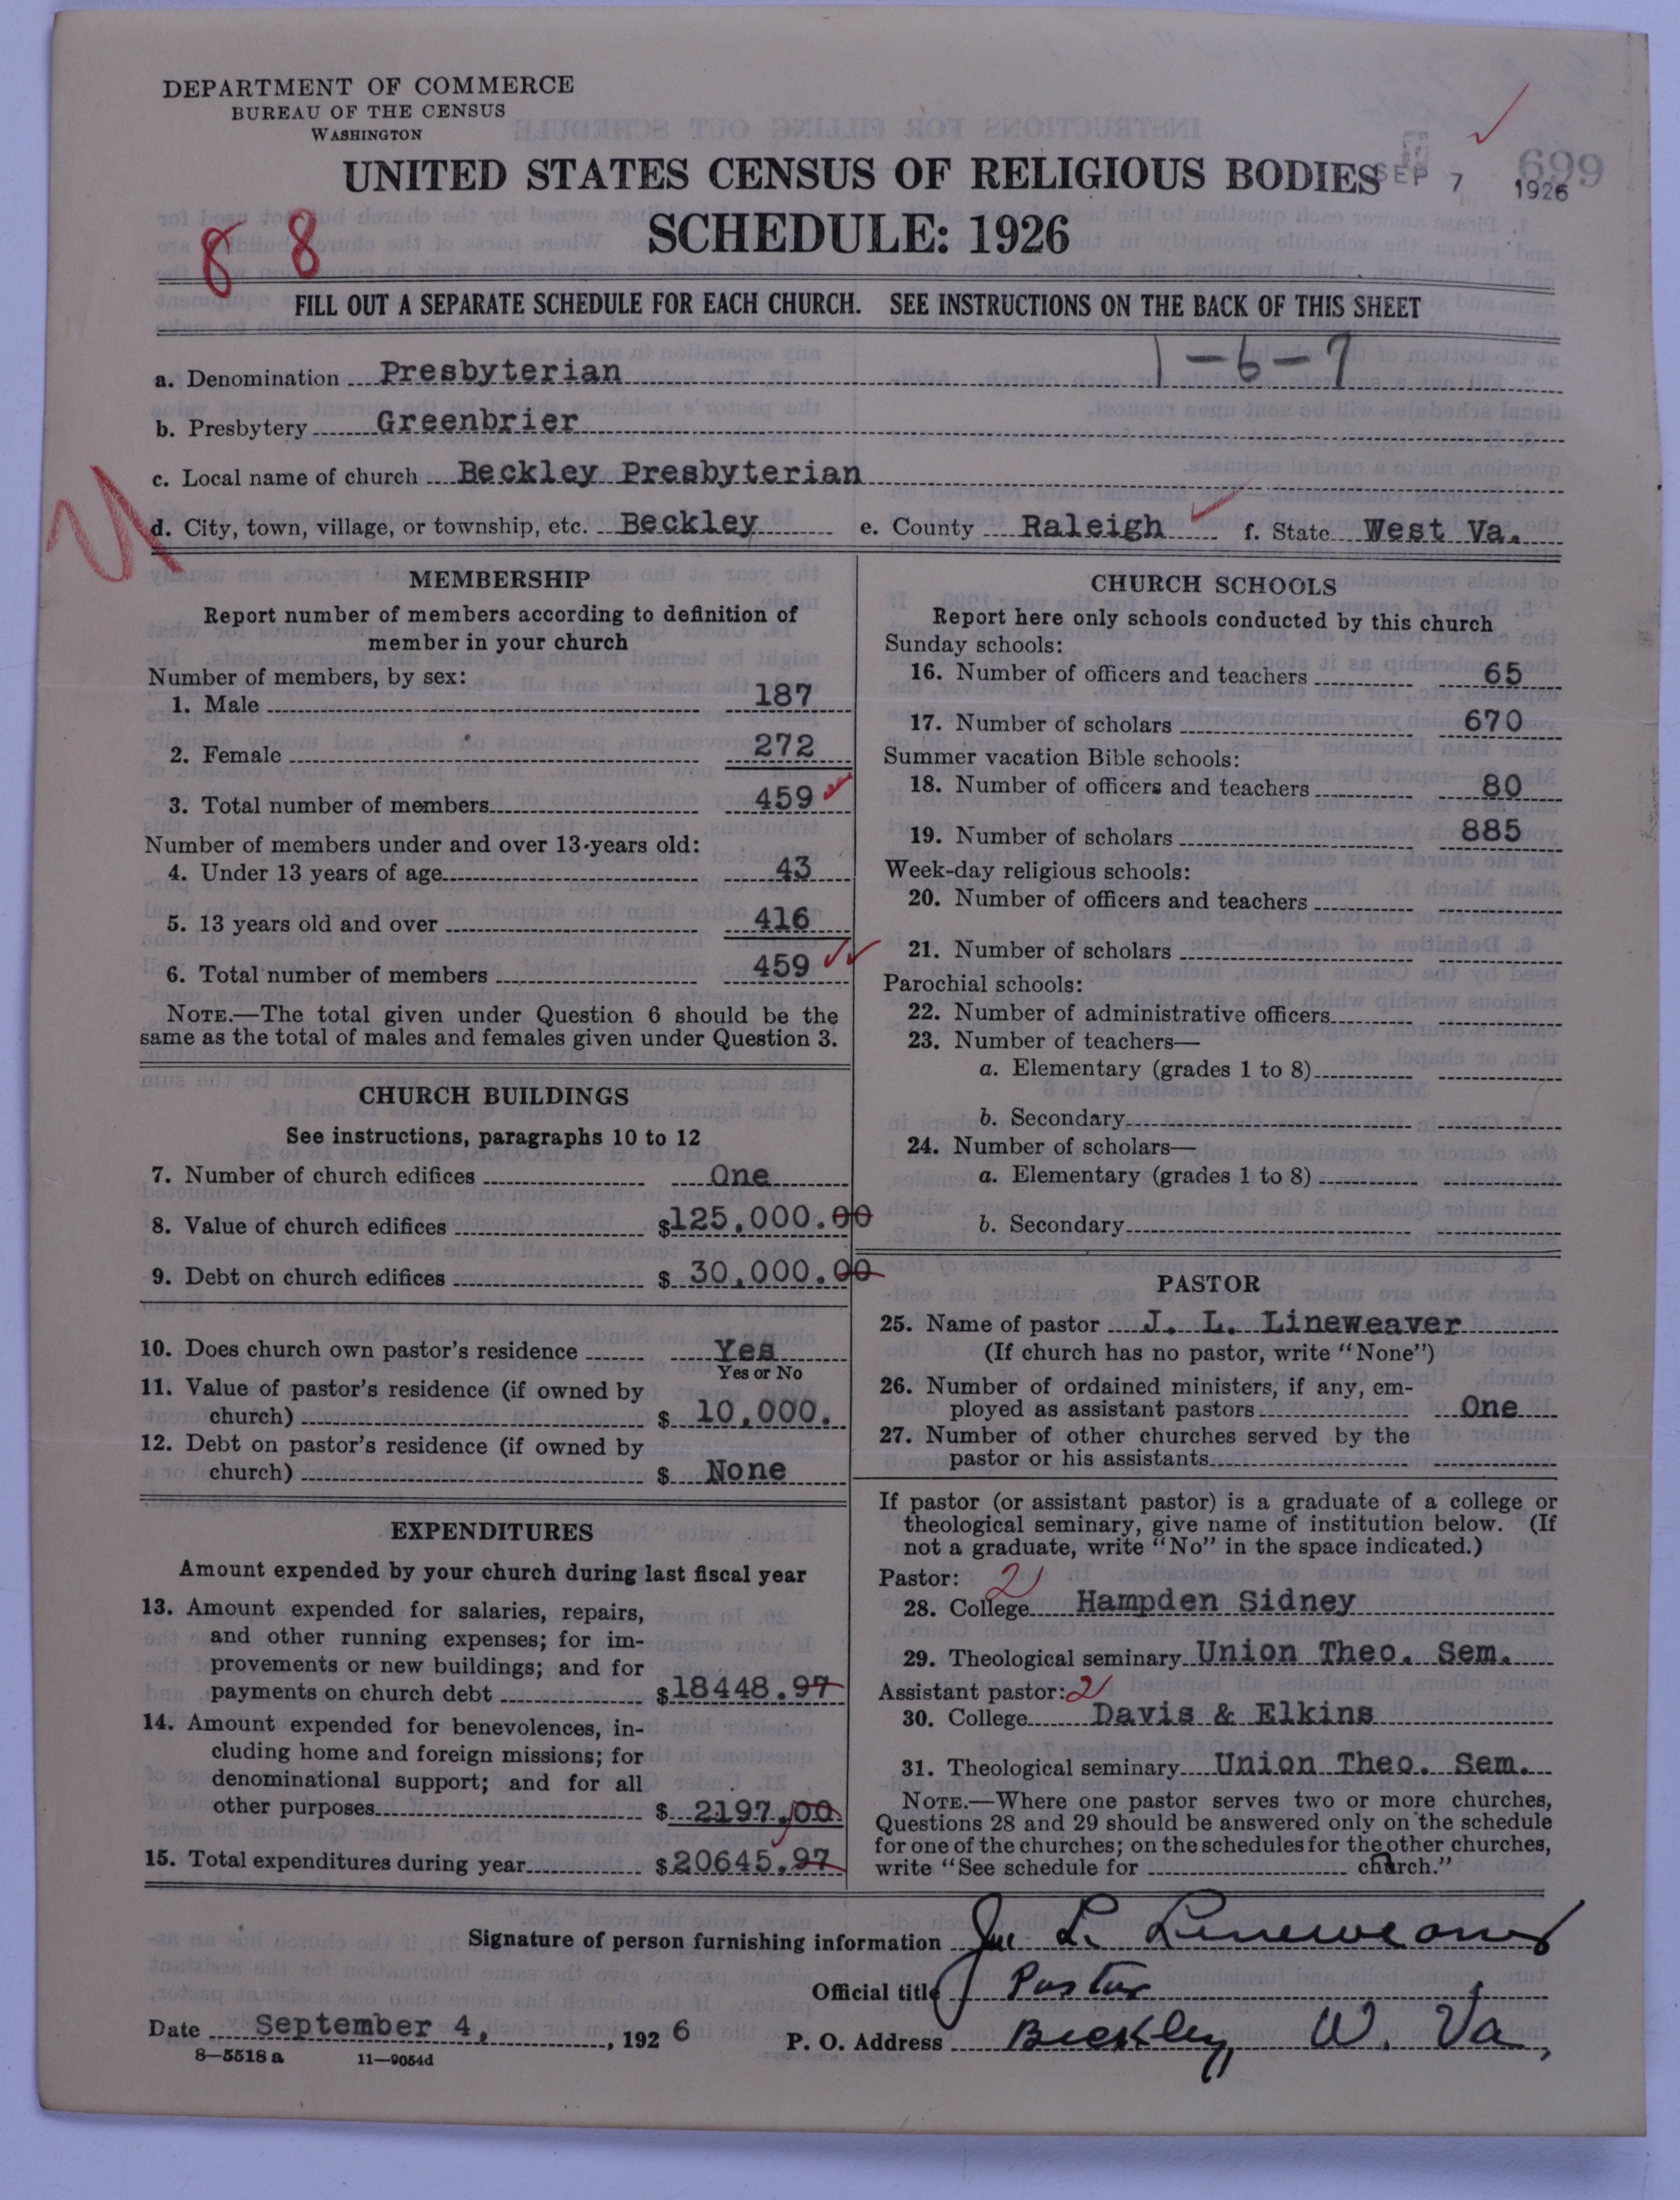 DEPARTMENT OF COMMERCE
BUREAU OF THE CENSUS
WASHINGTON
UNITED STATES CENSUS OF RELIGIOUS BODIES
SEP 7 1926
699
SCHEDULE: 1926
8 8
FILL OUT A SEPARATE SCHEDULE FOR EACH CHURCH. SEE INSTRUCTIONS ON THE BACK OF THIS SHEET
1-6-7
a. Denomination Presbyterian
b. Presbytery Greenbrier
c. Local name of church Beckley Presbyterian
d. City, town, village, or township, etc. Beckley e. County Raleigh f. State West Va.
MEMBERSHIP
Report number of members according to definition of
member in your church
Number of members, by sex:
1. Male 187
2. Female 272
3. Total number of members 459
Number of members under and over 13 years old:
4. Under 13 years of age 43
5. 13 years old and over 416
6. Total number of members 459
NOTE.—The total given under Question 6 should be the
same as the total of males and females given under Question 3.
CHURCH BUILDINGS
See instructions, paragraphs 10 to 12
7. Number of church edifices One
8. Value of church edifices $125,000.00
9. Debt on church edifices $ 30,000.00
10. Does church own pastor's residence Yes
Yes or No
11. Value of pastor's residence (if owned by
church) $ 10,000.
12. Debt on pastor's residence (if owned by
church) $ None
EXPENDITURES
Amount expended by your church during last fiscal year
13. Amount expended for salaries, repairs,
and other running expenses; for im-
provements or new buildings; and for
payments on church debt $18448.97
14. Amount expended for benevolences, in-
cluding home and foreign missions; for
denominational support; and for all
other purposes $ 2197.00
15. Total expenditures during year $20645.97
CHURCH SCHOOLS
Report here only schools conducted by this church
Sunday schools:
16. Number of officers and teachers 65
17. Number of scholars 670
Summer vacation Bible schools:
18. Number of officers and teachers 80
19. Number of scholars 885
Week-day religious schools:
20. Number of officers and teachers
21. Number of scholars
Parochial schools:
22. Number of administrative officers
23. Number of teachers—
a. Elementary (grades 1 to 8)
b. Secondary
24. Number of scholars—
a. Elementary (grades 1 to 8)
b. Secondary
PASTOR
25. Name of pastor J. L. Lineweaver
(If church has no pastor, write "None")
26. Number of ordained ministers, if any, em-
ployed as assistant pastors One
27. Number of other churches served by the
pastor or his assistants
If pastor (or assistant pastor) is a graduate of a college or
theological seminary, give name of institution below. (If
not a graduate, write "No" in the space indicated.)
Pastor: 2
28. College Hampden Sidney
29. Theological seminary Union Theo. Sem.
Assistant pastor: 2
30. College Davis & Elkins
31. Theological seminary Union Theo. Sem.
NOTE.—Where one pastor serves two or more churches,
Questions 28 and 29 should be answered only on the schedule
for one of the churches; on the schedules for the other churches,
write "See schedule for church."
Signature of person furnishing information Jno L. Lineweaver
Official title Pastor
Date September 4, 1926 P. O. Address Beckley, W. Va,
8—5518 a 11—9054d